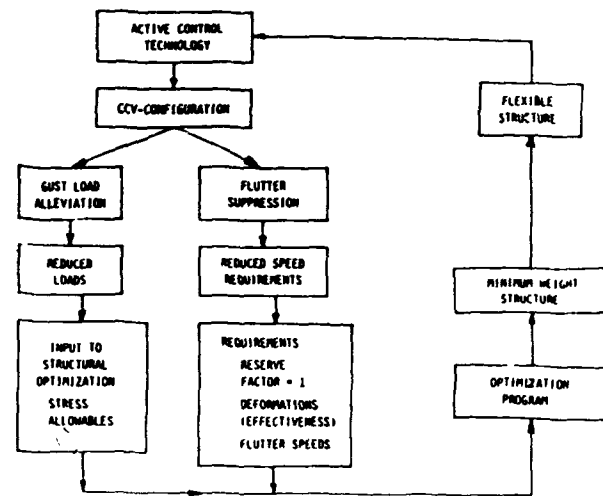 ACTIVE CONTROL
TECHNOLOGY
CCV-CONFIGURATION
GUST LOAD
ALLEVIATION
REDUCED
LOADS
INPUT TO
STRUCTURAL
OPTIMIZATION
STRESS
ALLOWABLES
FLUTTER
SUPPRESSION
REDUCED SPEED
REQUIREMENTS
REQUIREMENTS
RESERVE
FACTOR = 1
DEFORMATIONS
(EFFECTIVENESS)
FLUTTER SPEEDS
FLEXIBLE
STRUCTURE
MINIMUM WEIGHT
STRUCTURE
OPTIMIZATION
PROGRAM